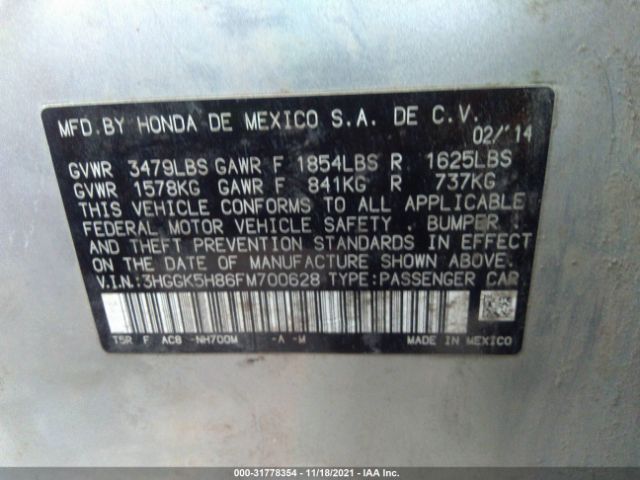 MFD.BY HONDA DE MEXICO S.A. DE C.V.
02/'14
GVWR 3479LBS GAWR F 1854LBS R 1625LBS
GVWR 1578KG GAWR F 841KG R 737KG
THIS VEHICLE CONFORMS TO ALL APPLICABLE
FEDERAL MOTOR VEHICLE SAFETY , BUMPER ,
AND THEFT PREVENTION STANDARDS IN EFFECT
ON THE DATE OF MANUFACTURE SHOWN ABOVE.
V.I.N.:3HGGK5H86FM700628 TYPE:PASSENGER CAR
T5R F AC8 -NH700M -A -M MADE IN MEXICO
000-31778354 - 11/18/2021 - IAA Inc.